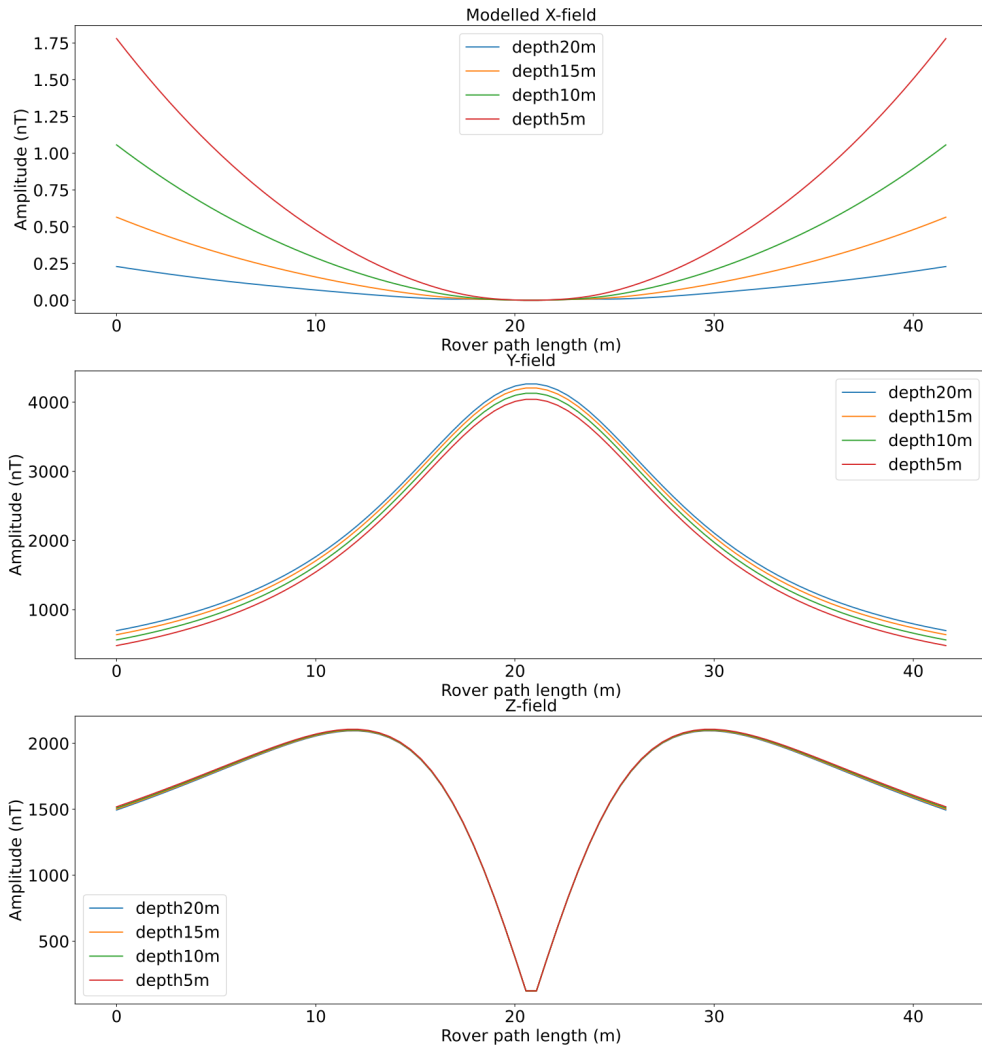 Modelled X-field
depth20m
depth15m
depth10m
depth5m
Amplitude (nT)
1.75
1.50
1.25
1.00
0.75
0.50
0.25
0.00
0 10 20 30 40
Rover path length (m)
Y-field
depth20m
depth15m
depth10m
depth5m
Amplitude (nT)
4000
3000
2000
1000
0 10 20 30 40
Rover path length (m)
Z-field
Amplitude (nT)
2000
1500
1000
500
depth20m
depth15m
depth10m
depth5m
0 10 20 30 40
Rover path length (m)